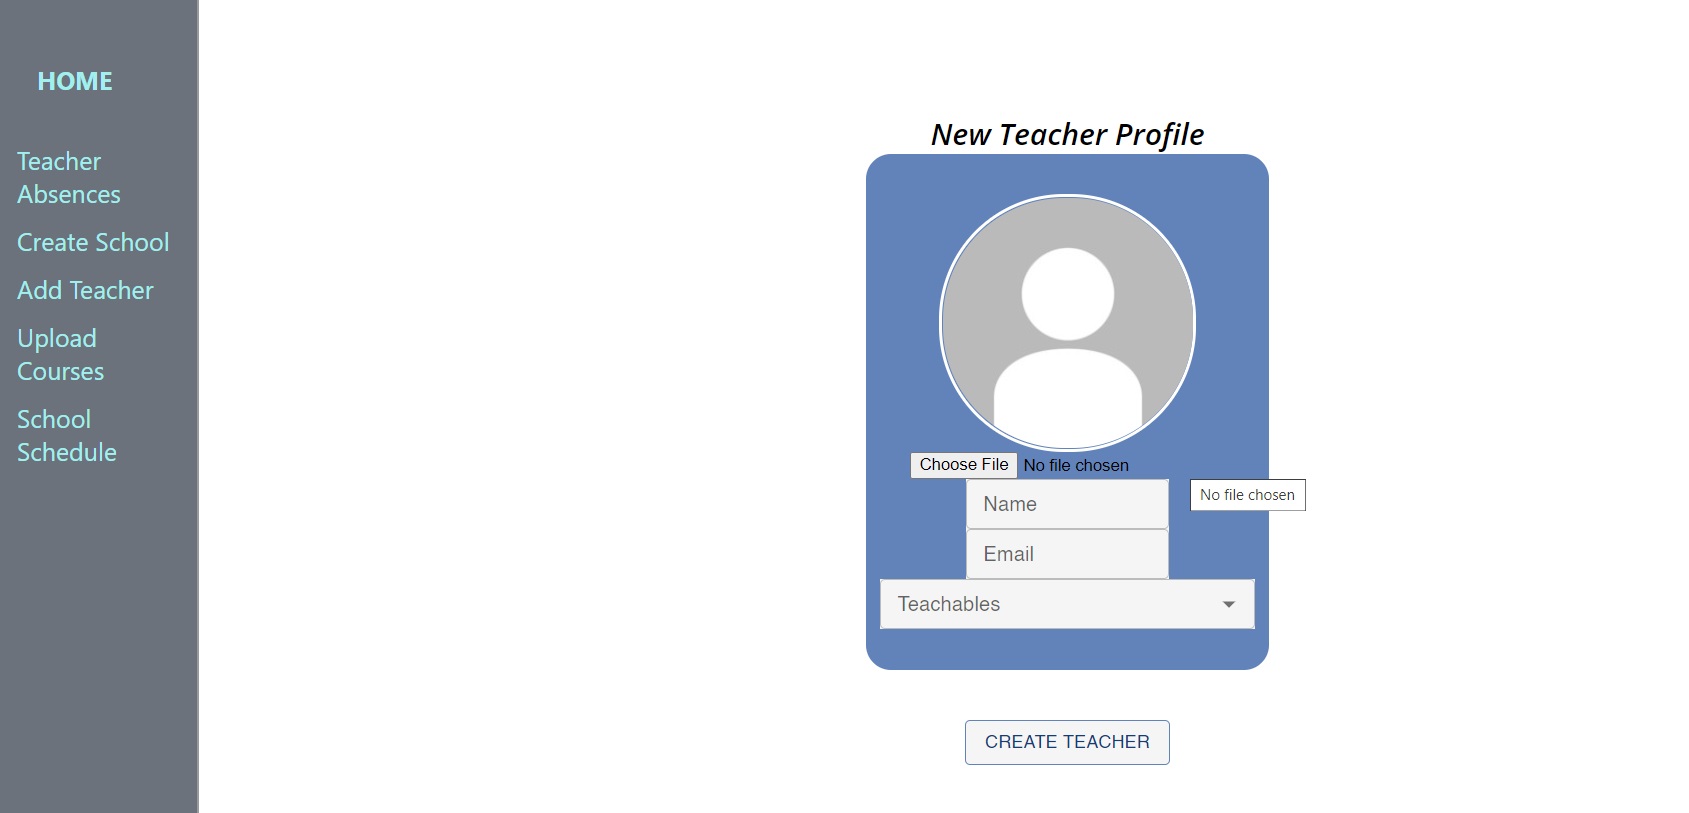 HOME
Teacher
Absences
Create School
Add Teacher
Upload
Courses
School
Schedule
New Teacher Profile
Choose File No file chosen
Name
No file chosen
Email
Teachables
CREATE TEACHER